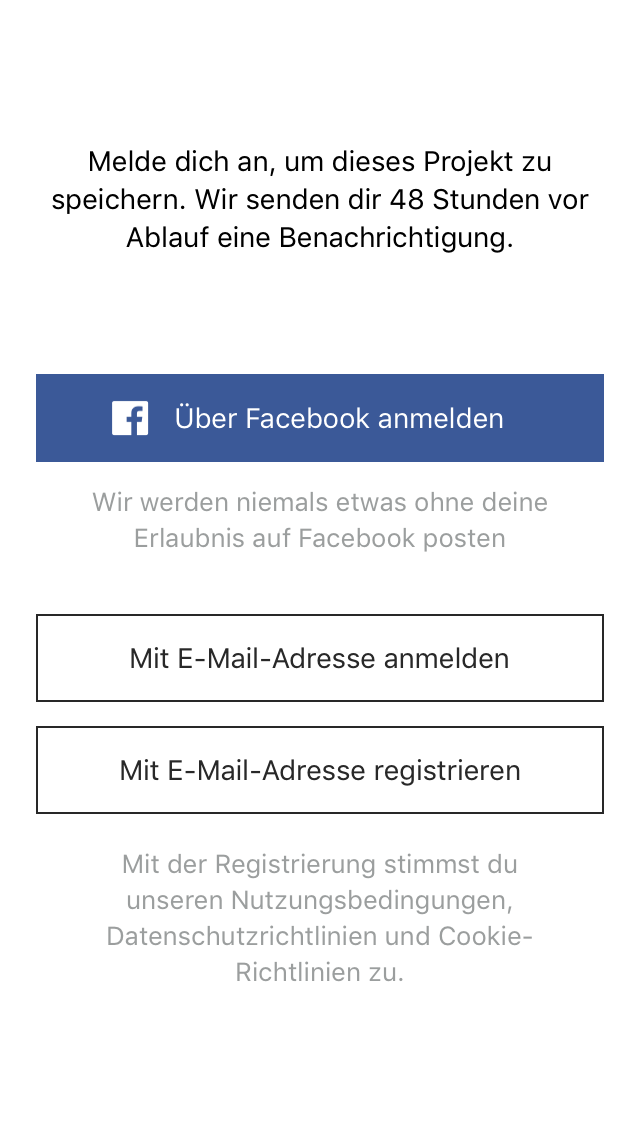 Melde dich an, um dieses Projekt zu
speichern. Wir senden dir 48 Stunden vor
Ablauf eine Benachrichtigung.
Über Facebook anmelden
Wir werden niemals etwas ohne deine
Erlaubnis auf Facebook posten
Mit E-Mail-Adresse anmelden
Mit E-Mail-Adresse registrieren
Mit der Registrierung stimmst du
unseren Nutzungsbedingungen,
Datenschutzrichtlinien und Cookie-
Richtlinien zu.